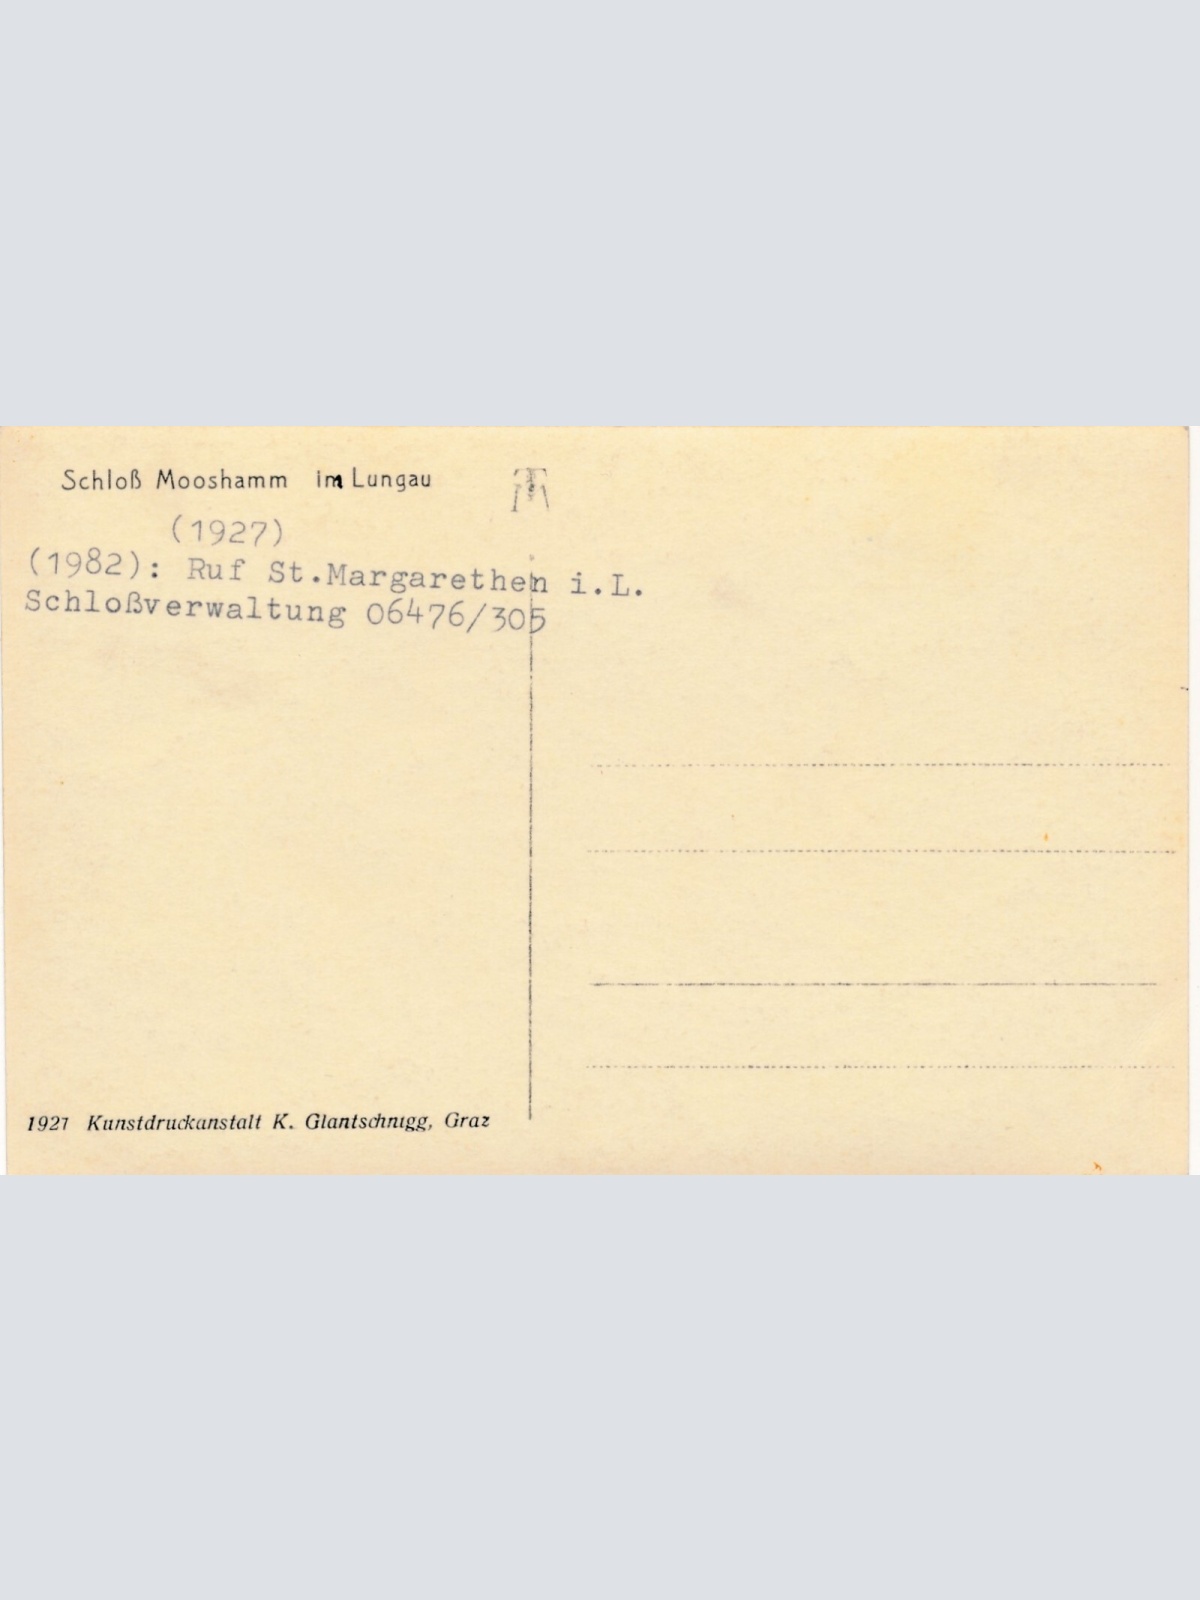 Schloß Mooshamm im Lungau
(1927)
(1982): Ruf St.Margarethen i.L.
Schloßverwaltung 06476/305
1927 Kunstdruckanstalt K. Glantschnigg, Graz